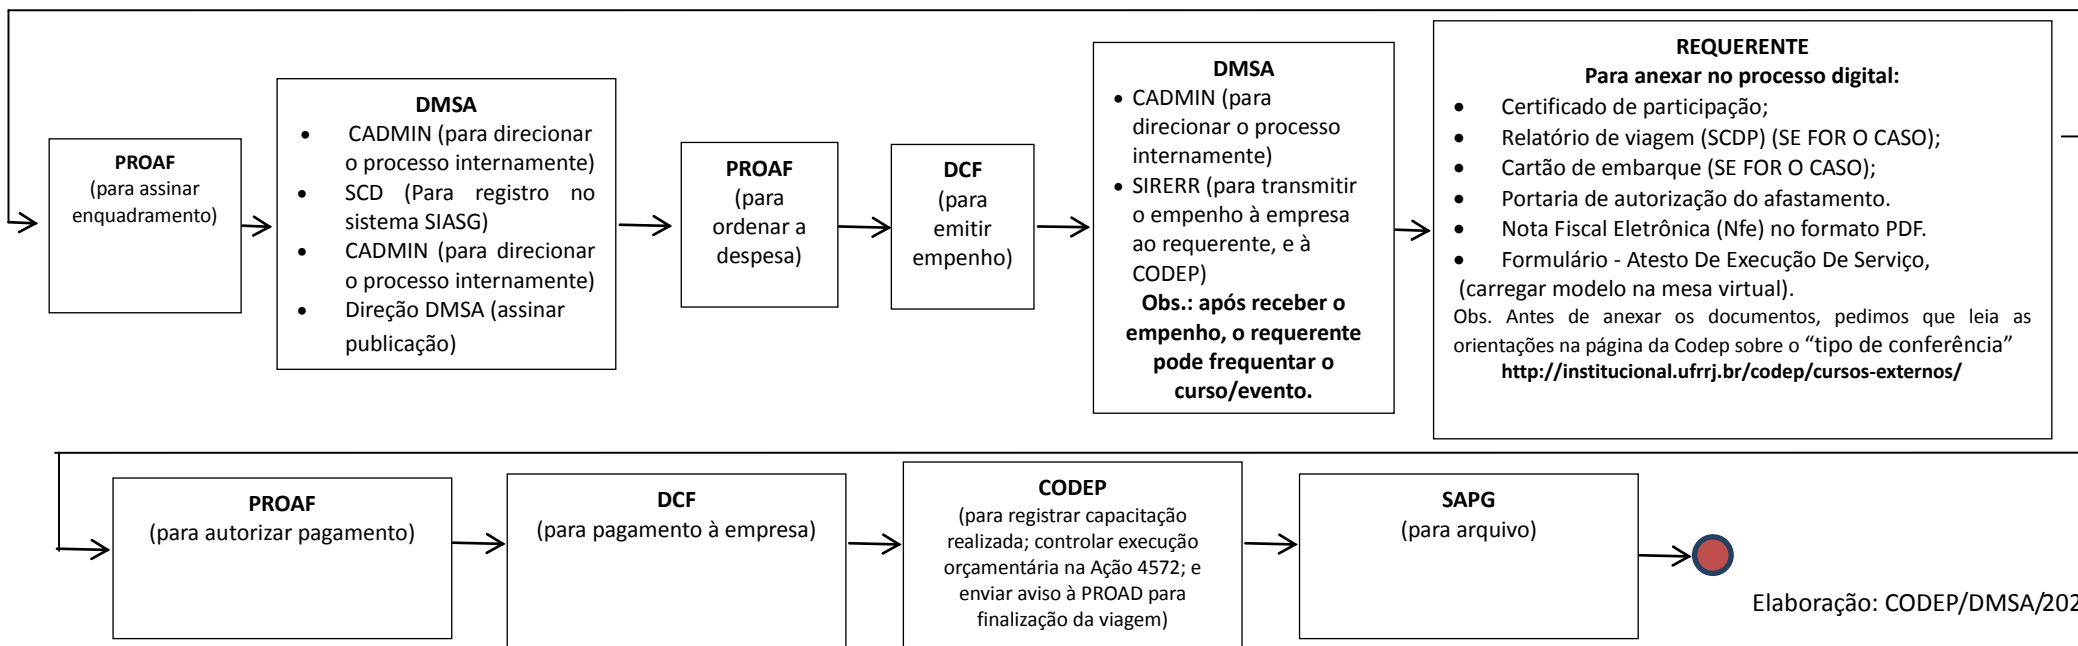 PROAF
(para assinar
enquadramento)
DMSA
• CADMIN (para direcionar
o processo internamente)
• SCD (Para registro no
sistema SIASG)
• CADMIN (para direcionar
o processo internamente)
• Direção DMSA (assinar
publicação)
PROAF
(para
ordenar a
despesa)
DCF
(para
emitir
empenho)
DMSA
• CADMIN (para
direcionar o processo
internamente)
• SIRERR (para transmitir
o empenho à empresa
ao requerente, e à
CODEP)
Obs.: após receber o
empenho, o requerente
pode frequentar o
curso/evento.
REQUERENTE
Para anexar no processo digital:
• Certificado de participação;
• Relatório de viagem (SCDP) (SE FOR O CASO);
• Cartão de embarque (SE FOR O CASO);
• Portaria de autorização do afastamento.
• Nota Fiscal Eletrônica (Nfe) no formato PDF.
• Formulário - Atesto De Execução De Serviço,
(carregar modelo na mesa virtual).
Obs. Antes de anexar os documentos, pedimos que leia as
orientações na página da Codep sobre o “tipo de conferência”
http://institucional.ufrrj.br/codep/cursos-externos/
PROAF
(para autorizar pagamento)
DCF
(para pagamento à empresa)
CODEP
(para registrar capacitação
realizada; controlar execução
orçamentária na Ação 4572; e
enviar aviso à PROAD para
finalização da viagem)
SAPG
(para arquivo)
Elaboração: CODEP/DMSA/202